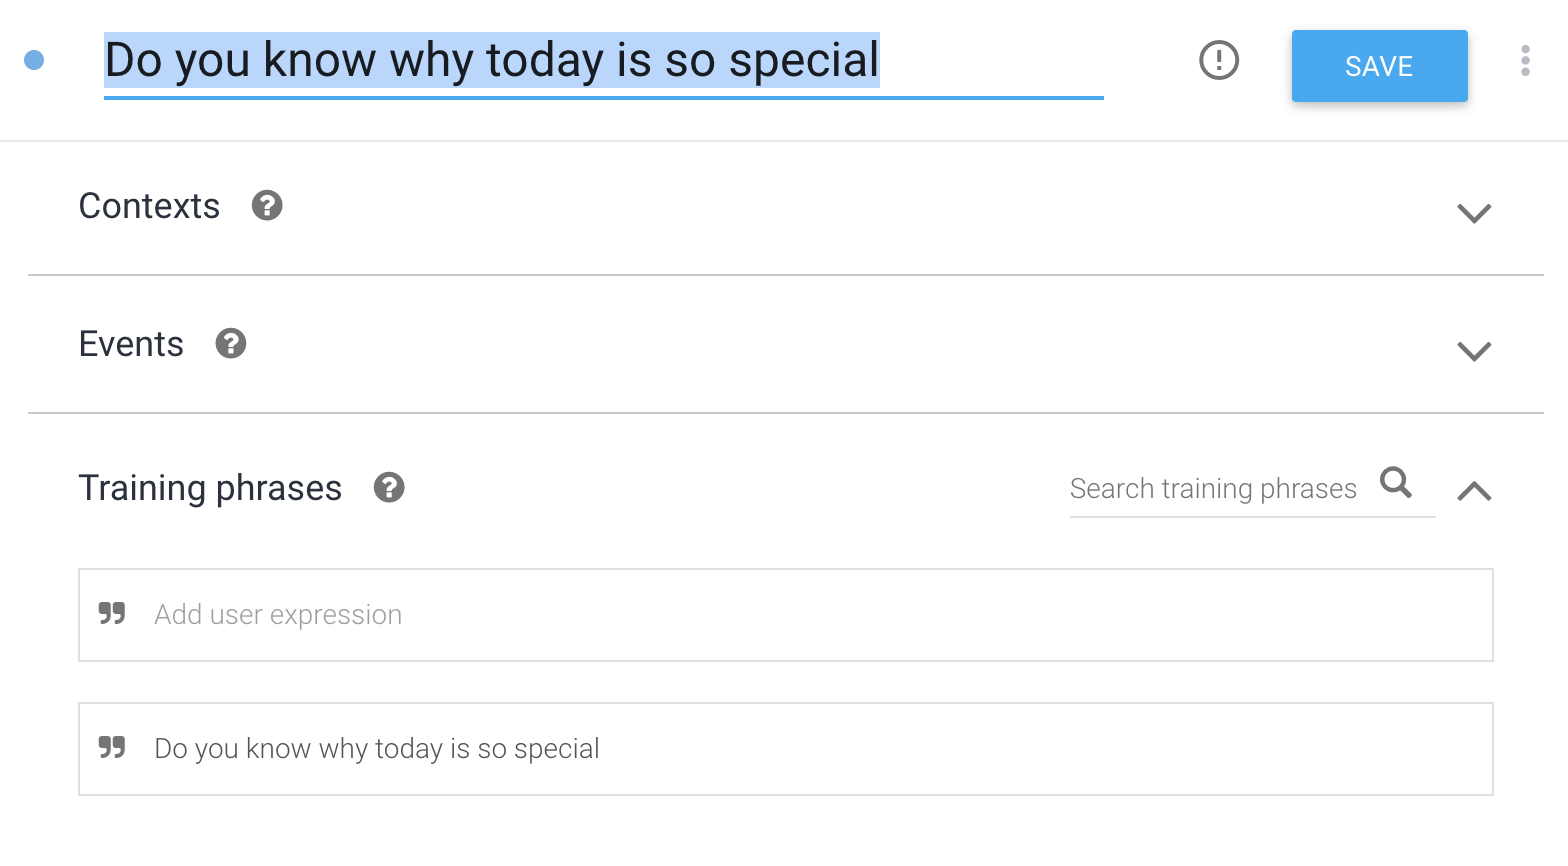 Do you know why today is so special
SAVE
Contexts
Events
Training phrases
Search training phrases
Add user expression
Do you know why today is so special